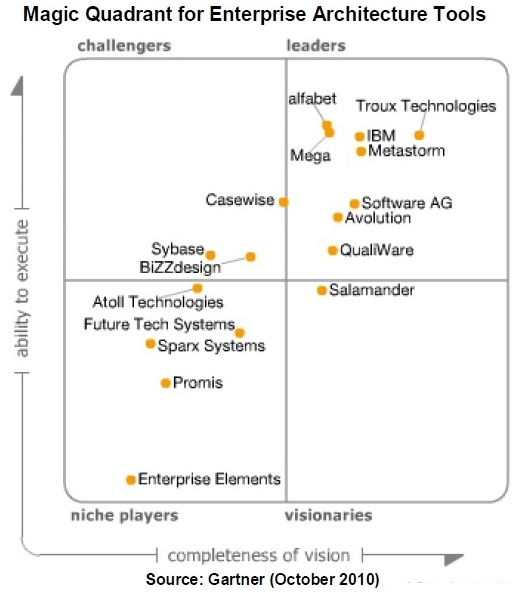 Magic Quadrant for Enterprise Architecture Tools
challengers
leaders
alfabet
Troux Technologies
IBM
Mega
Metastorm
Casewise
Software AG
Avolution
Sybase
QualiWare
BiZZdesign
Salamander
Atoll Technologies
Future Tech Systems
Sparx Systems
Promis
Enterprise Elements
niche players
visionaries
ability to execute
completeness of vision
Source: Gartner (October 2010)